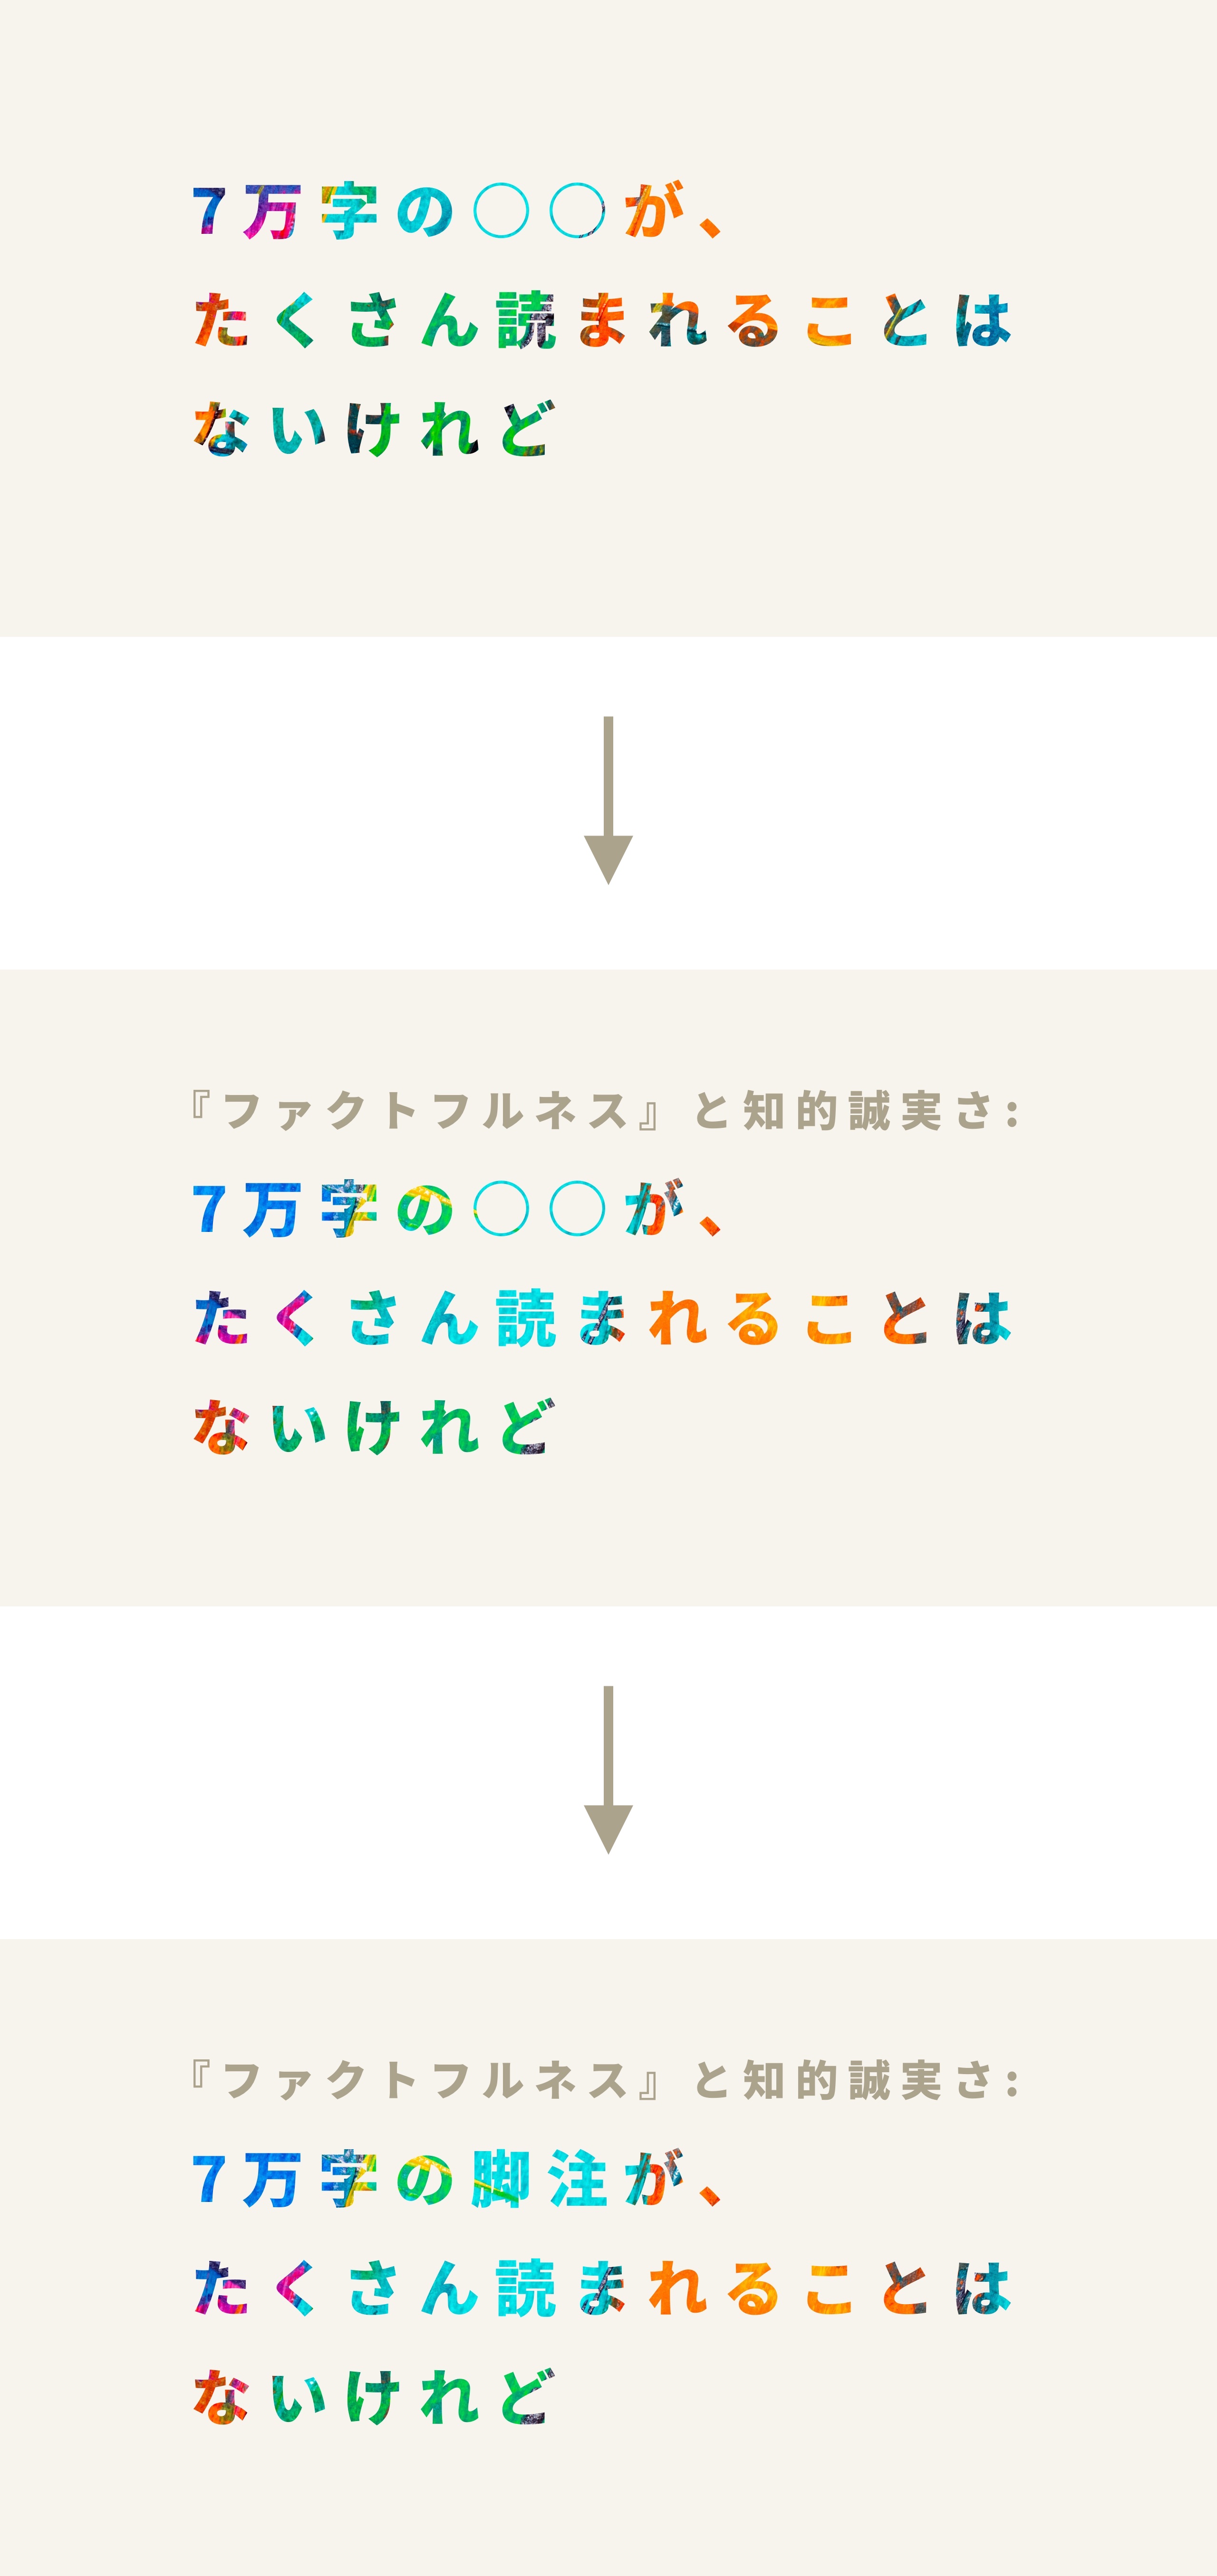 7万字の〇〇が、
たくさん読まれることは
ないけれど
『ファクトフルネス』と知的誠実さ:
7万字の〇〇が、
たくさん読まれることは
ないけれど
『ファクトフルネス』と知的誠実さ:
7万字の脚注が、
たくさん読まれることは
ないけれど